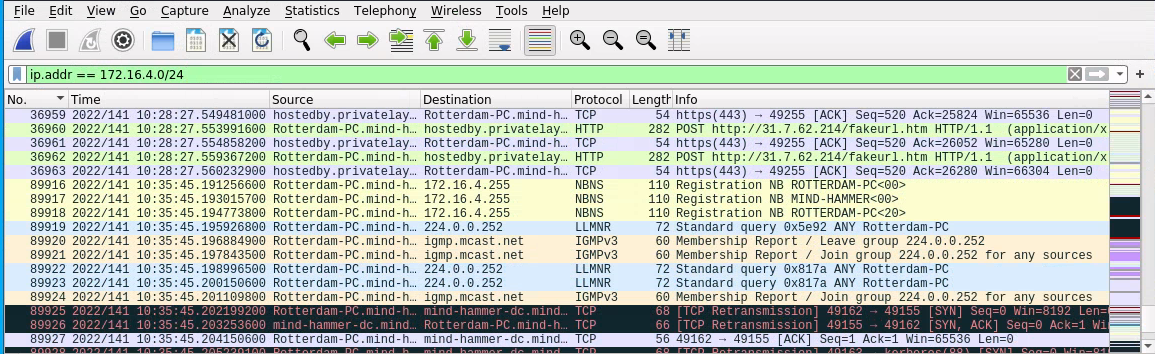 File Edit View Go Capture Analyze Statistics Telephony Wireless Tools Help
ip.addr == 172.16.4.0/24
No. Time Source Destination Protocol Length Info
36959 2022/141 10:28:27.549481000 hostedby.privatelay… Rotterdam-PC.mind-h… TCP 54 https(443) → 49255 [ACK] Seq=520 Ack=25824 Win=65536 Len=0
36960 2022/141 10:28:27.553991600 Rotterdam-PC.mind-h… hostedby.privatelay… HTTP 282 POST http://31.7.62.214/fakeurl.htm HTTP/1.1 (application/x
36961 2022/141 10:28:27.554858200 hostedby.privatelay… Rotterdam-PC.mind-h… TCP 54 https(443) → 49255 [ACK] Seq=520 Ack=26052 Win=65280 Len=0
36962 2022/141 10:28:27.559367200 Rotterdam-PC.mind-h… hostedby.privatelay… HTTP 282 POST http://31.7.62.214/fakeurl.htm HTTP/1.1 (application/x
36963 2022/141 10:28:27.560232900 hostedby.privatelay… Rotterdam-PC.mind-h… TCP 54 https(443) → 49255 [ACK] Seq=520 Ack=26280 Win=66304 Len=0
89916 2022/141 10:35:45.191256600 Rotterdam-PC.mind-h… 172.16.4.255 NBNS 110 Registration NB ROTTERDAM-PC<00>
89917 2022/141 10:35:45.193015700 Rotterdam-PC.mind-h… 172.16.4.255 NBNS 110 Registration NB MIND-HAMMER<00>
89918 2022/141 10:35:45.194773800 Rotterdam-PC.mind-h… 172.16.4.255 NBNS 110 Registration NB ROTTERDAM-PC<20>
89919 2022/141 10:35:45.195926800 Rotterdam-PC.mind-h… 224.0.0.252 LLMNR 72 Standard query 0x5e92 ANY Rotterdam-PC
89920 2022/141 10:35:45.196884900 Rotterdam-PC.mind-h… igmp.mcast.net IGMPv3 60 Membership Report / Leave group 224.0.0.252
89921 2022/141 10:35:45.197843500 Rotterdam-PC.mind-h… igmp.mcast.net IGMPv3 60 Membership Report / Join group 224.0.0.252 for any sources
89922 2022/141 10:35:45.198996500 Rotterdam-PC.mind-h… 224.0.0.252 LLMNR 72 Standard query 0x817a ANY Rotterdam-PC
89923 2022/141 10:35:45.200150600 Rotterdam-PC.mind-h… 224.0.0.252 LLMNR 72 Standard query 0x817a ANY Rotterdam-PC
89924 2022/141 10:35:45.201109800 Rotterdam-PC.mind-h… igmp.mcast.net IGMPv3 60 Membership Report / Join group 224.0.0.252 for any sources
89925 2022/141 10:35:45.202199200 Rotterdam-PC.mind-h… mind-hammer-dc.mind… TCP 68 [TCP Retransmission] 49162 → 49155 [SYN] Seq=0 Win=8192 Len=
89926 2022/141 10:35:45.203253600 mind-hammer-dc.mind… Rotterdam-PC.mind-h… TCP 66 [TCP Retransmission] 49155 → 49162 [SYN, ACK] Seq=0 Ack=1 Wi
89927 2022/141 10:35:45.204150600 Rotterdam-PC.mind-h… mind-hammer-dc.mind… TCP 56 49162 → 49155 [ACK] Seq=1 Ack=1 Win=65536 Len=0